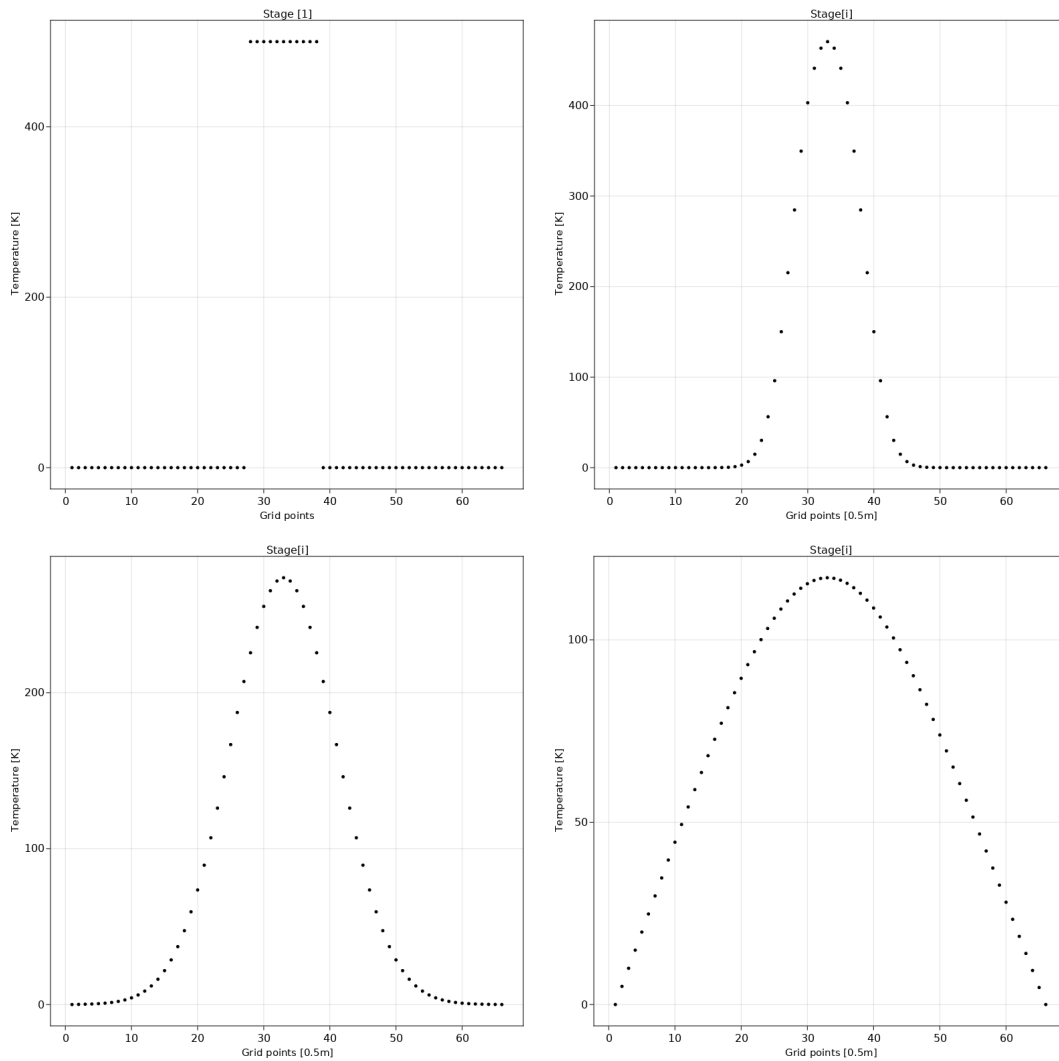 Stage [1]
Temperature [K]
400
200
0
0 10 20 30 40 50 60
Grid points
Stage[i]
Temperature [K]
400
300
200
100
0
0 10 20 30 40 50 60
Grid points [0.5m]
Stage[i]
Temperature [K]
200
100
0
0 10 20 30 40 50 60
Grid points [0.5m]
Stage[i]
Temperature [K]
100
50
0
0 10 20 30 40 50 60
Grid points [0.5m]